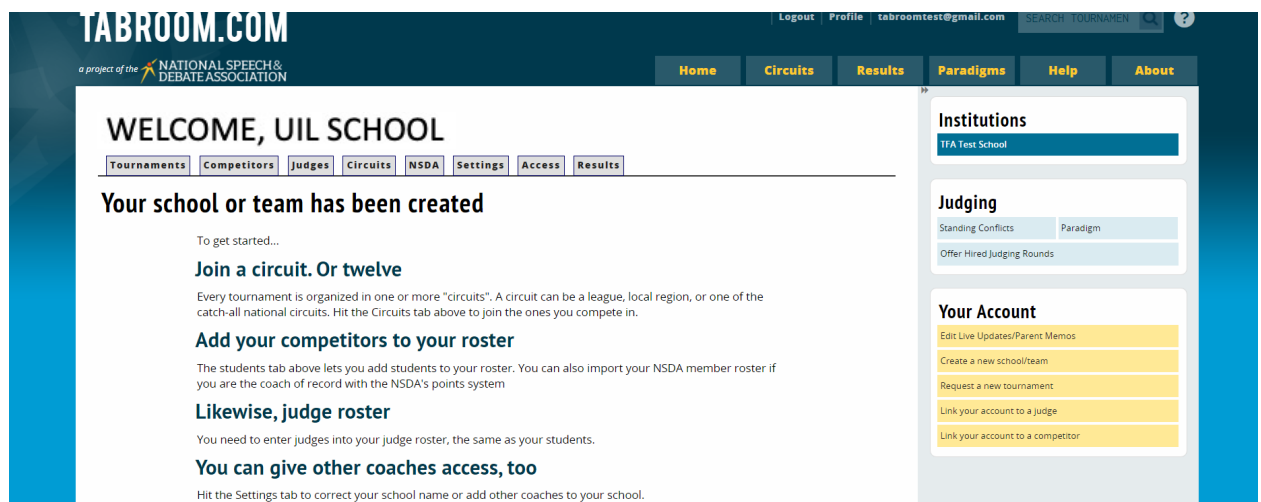 TABROOM.COM
Logout Profile tabroomtest@gmail.com SEARCH TOURNAMEN ?
a project of the NATIONAL SPEECH &
DEBATE ASSOCIATION
Home Circuits Results Paradigms Help About
WELCOME, UIL SCHOOL
Tournaments Competitors Judges Circuits NSDA Settings Access Results
Your school or team has been created
To get started...
Join a circuit. Or twelve
Every tournament is organized in one or more "circuits". A circuit can be a league, local region, or one of the
catch-all national circuits. Hit the Circuits tab above to join the ones you compete in.
Add your competitors to your roster
The students tab above lets you add students to your roster. You can also import your NSDA member roster if
you are the coach of record with the NSDA's points system
Likewise, judge roster
You need to enter judges into your judge roster, the same as your students.
You can give other coaches access, too
Hit the Settings tab to correct your school name or add other coaches to your school.
Institutions
TFA Test School
Judging
Standing Conflicts Paradigm
Offer Hired Judging Rounds
Your Account
Edit Live Updates/Parent Memos
Create a new school/team
Request a new tournament
Link your account to a judge
Link your account to a competitor